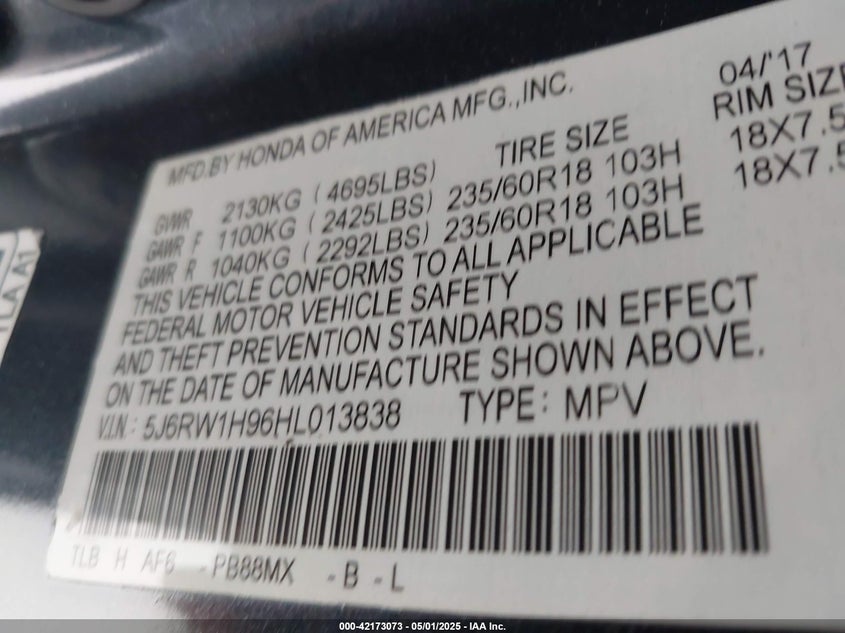 MFD.BY HONDA OF AMERICA MFG.,INC. 04/'17
TIRE SIZE RIM SIZE
GVWR 2130KG (4695LBS)
GAWR F 1100KG (2425LBS) 235/60R18 103H 18X7.5
GAWR R 1040KG (2292LBS) 235/60R18 103H 18X7.5
THIS VEHICLE CONFORMS TO ALL APPLICABLE
FEDERAL MOTOR VEHICLE SAFETY
AND THEFT PREVENTION STANDARDS IN EFFECT
ON THE DATE OF MANUFACTURE SHOWN ABOVE.
V.I.N: 5J6RW1H96HL013838 TYPE: MPV
TLB H AF6 -PB88MX -B-L
LA A1
000-42173073 - 05/01/2025 - IAA Inc.